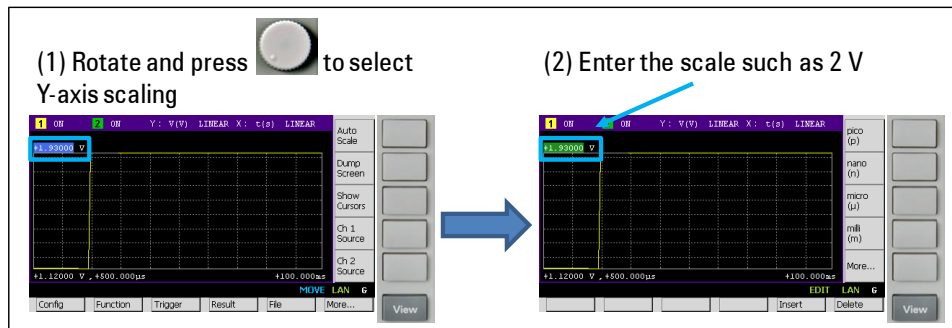 (1) Rotate and press to select
Y-axis scaling
1 ON 2 ON Y: V(V) LINEAR X: t(s) LINEAR
+1.93000 V
+1.12000 V ,+500.000μs +100.000ms
MOVE LAN G
Auto
Scale
Dump
Screen
Show
Cursors
Ch 1
Source
Ch 2
Source
Config Function Trigger Result File More...
View
(2) Enter the scale such as 2 V
1 ON ON Y: V(V) LINEAR X: t(s) LINEAR
+1.93000 V
+1.12000 V ,+500.000μs +100.000ms
EDIT LAN G
pico
(p)
nano
(n)
micro
(μ)
milli
(m)
More...
Insert Delete
View